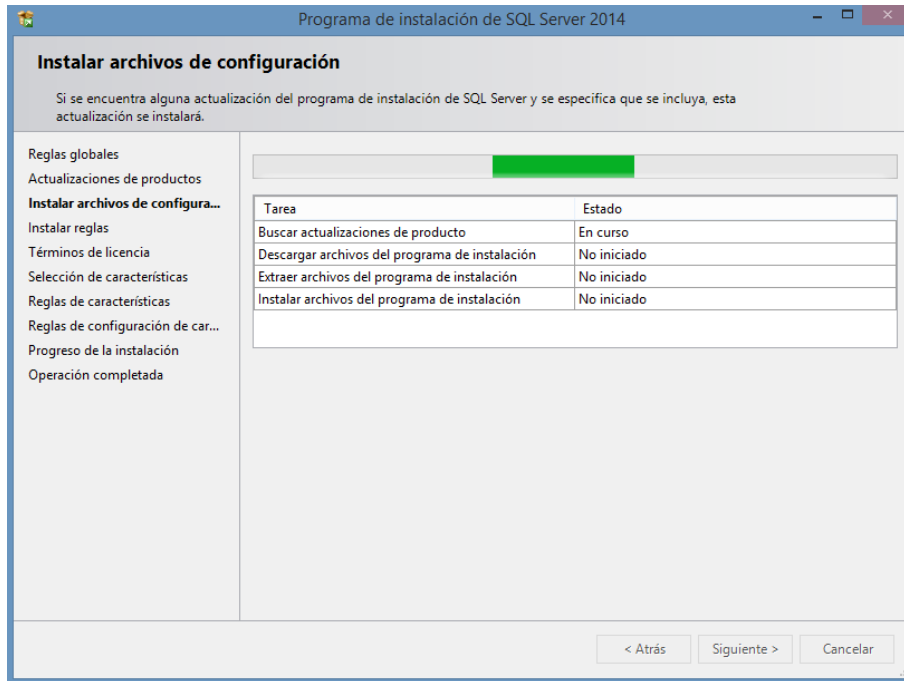 Programa de instalación de SQL Server 2014
Instalar archivos de configuración
Si se encuentra alguna actualización del programa de instalación de SQL Server y se especifica que se incluya, esta
actualización se instalará.
Reglas globales
Actualizaciones de productos
Instalar archivos de configura...
Instalar reglas
Términos de licencia
Selección de características
Reglas de características
Reglas de configuración de car...
Progreso de la instalación
Operación completada
Tarea Estado
Buscar actualizaciones de producto En curso
Descargar archivos del programa de instalación No iniciado
Extraer archivos del programa de instalación No iniciado
Instalar archivos del programa de instalación No iniciado
< Atrás Siguiente > Cancelar